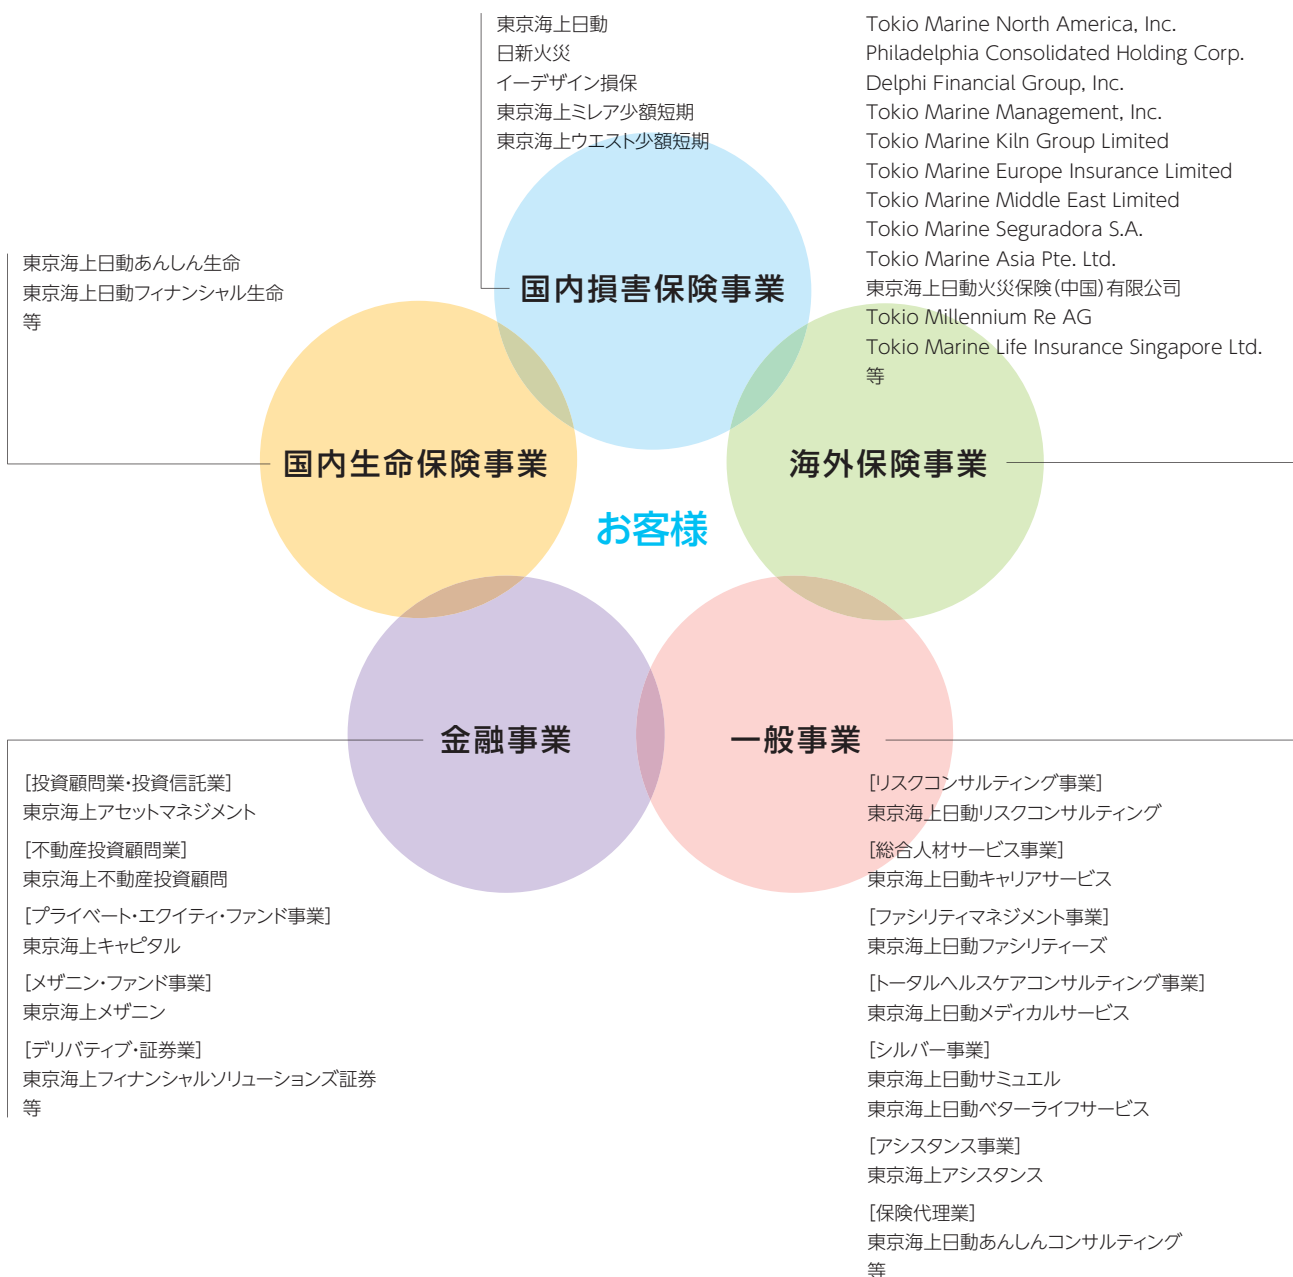 東京海上日動
日新火災
イーデザイン損保
東京海上ミレア少額短期
東京海上ウエスト少額短期
国内損害保険事業
Tokio Marine North America, Inc.
Philadelphia Consolidated Holding Corp.
Delphi Financial Group, Inc.
Tokio Marine Management, Inc.
Tokio Marine Kiln Group Limited
Tokio Marine Europe Insurance Limited
Tokio Marine Middle East Limited
Tokio Marine Seguradora S.A.
Tokio Marine Asia Pte. Ltd.
東京海上日動火災保険(中国)有限公司
Tokio Millennium Re AG
Tokio Marine Life Insurance Singapore Ltd.
等
海外保険事業
東京海上日動あんしん生命
東京海上日動フィナンシャル生命
等
国内生命保険事業
お客様
金融事業
[投資顧問業・投資信託業]
東京海上アセットマネジメント
[不動産投資顧問業]
東京海上不動産投資顧問
[プライベート・エクイティ・ファンド事業]
東京海上キャピタル
[メザニン・ファンド事業]
東京海上メザニン
[デリバティブ・証券業]
東京海上フィナンシャルソリューションズ証券
等
一般事業
[リスクコンサルティング事業]
東京海上日動リスクコンサルティング
[総合人材サービス事業]
東京海上日動キャリアサービス
[ファシリティマネジメント事業]
東京海上日動ファシリティーズ
[トータルヘルスケアコンサルティング事業]
東京海上日動メディカルサービス
[シルバー事業]
東京海上日動サミュエル
東京海上日動ベターライフサービス
[アシスタンス事業]
東京海上アシスタンス
[保険代理業]
東京海上日動あんしんコンサルティング
等